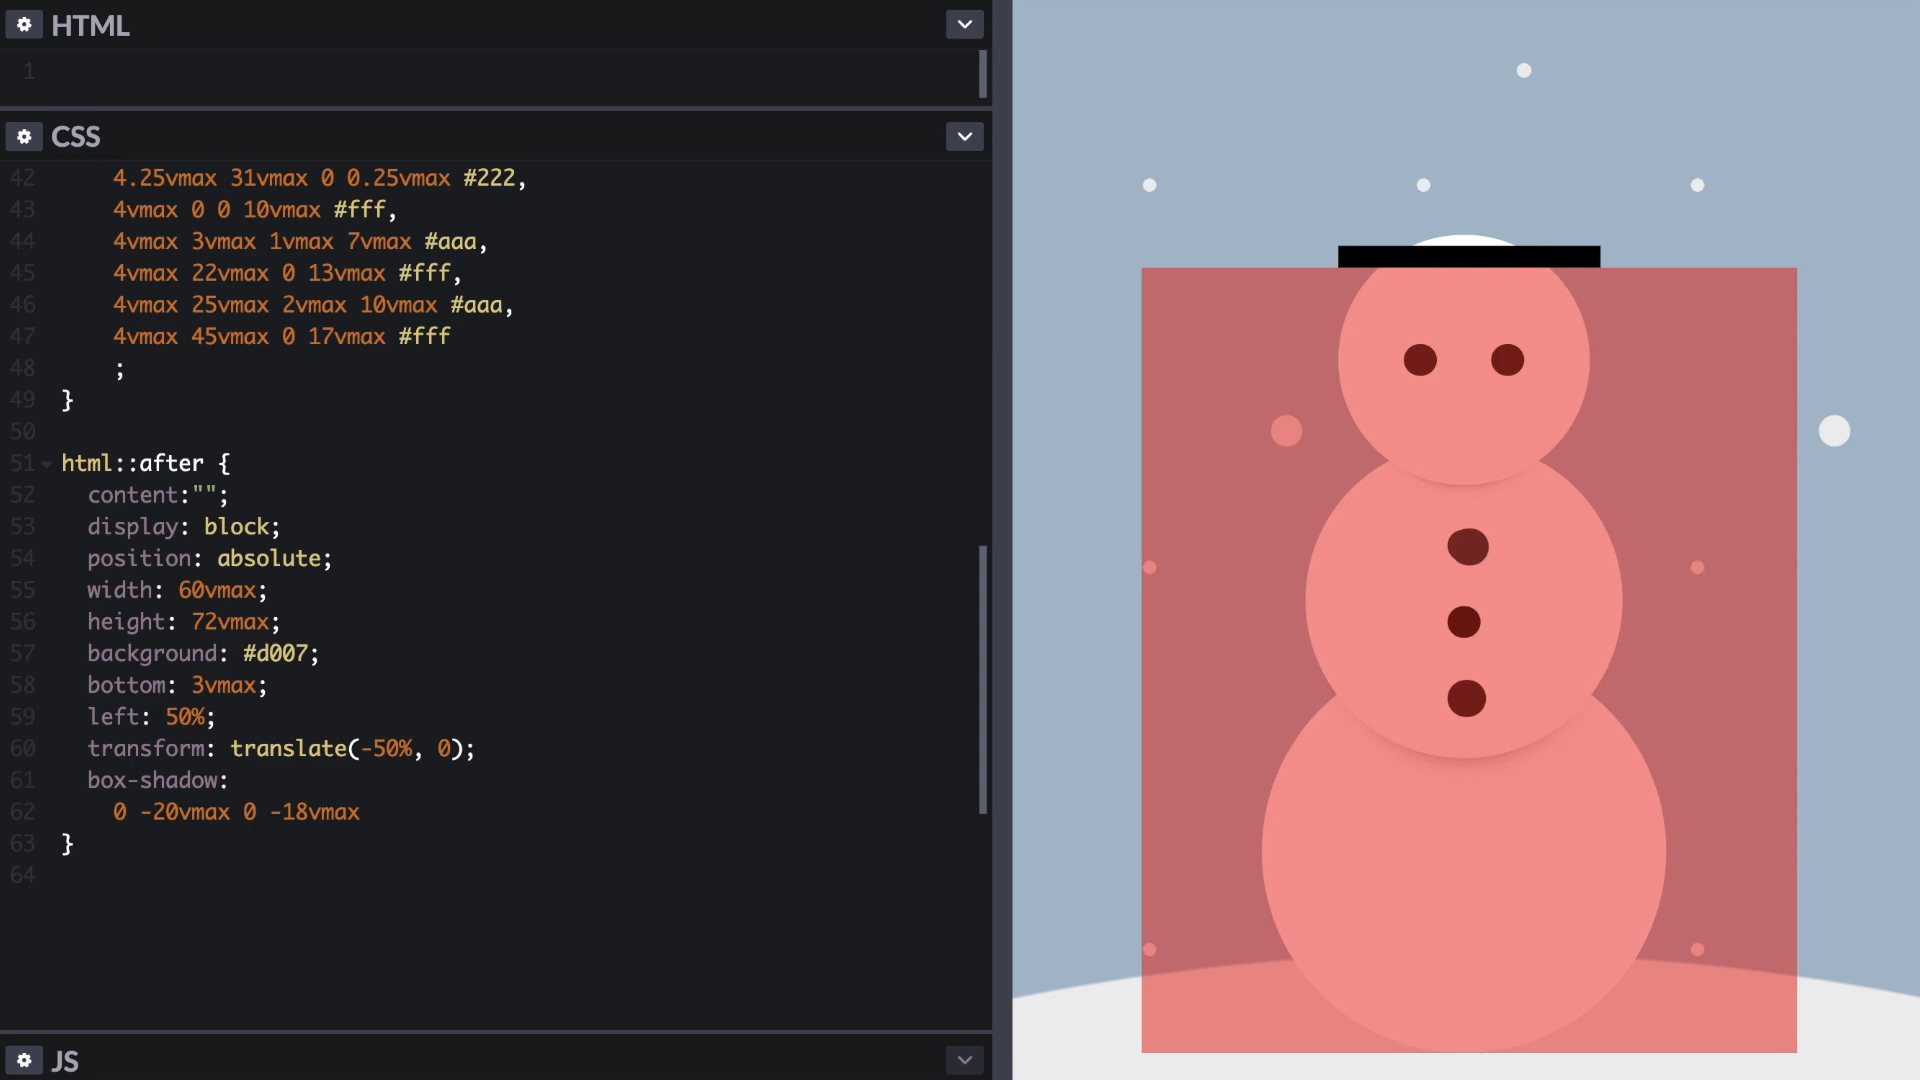 HTML
1
CSS
42 4.25vmax 31vmax 0 0.25vmax #222,
43 4vmax 0 0 10vmax #fff,
44 4vmax 3vmax 1vmax 7vmax #aaa,
45 4vmax 22vmax 0 13vmax #fff,
46 4vmax 25vmax 2vmax 10vmax #aaa,
47 4vmax 45vmax 0 17vmax #fff
48 ;
49 }
50
51 html::after {
52 content:"";
53 display: block;
54 position: absolute;
55 width: 60vmax;
56 height: 72vmax;
57 background: #d007;
58 bottom: 3vmax;
59 left: 50%;
60 transform: translate(-50%, 0);
61 box-shadow:
62 0 -20vmax 0 -18vmax
63 }
64
JS